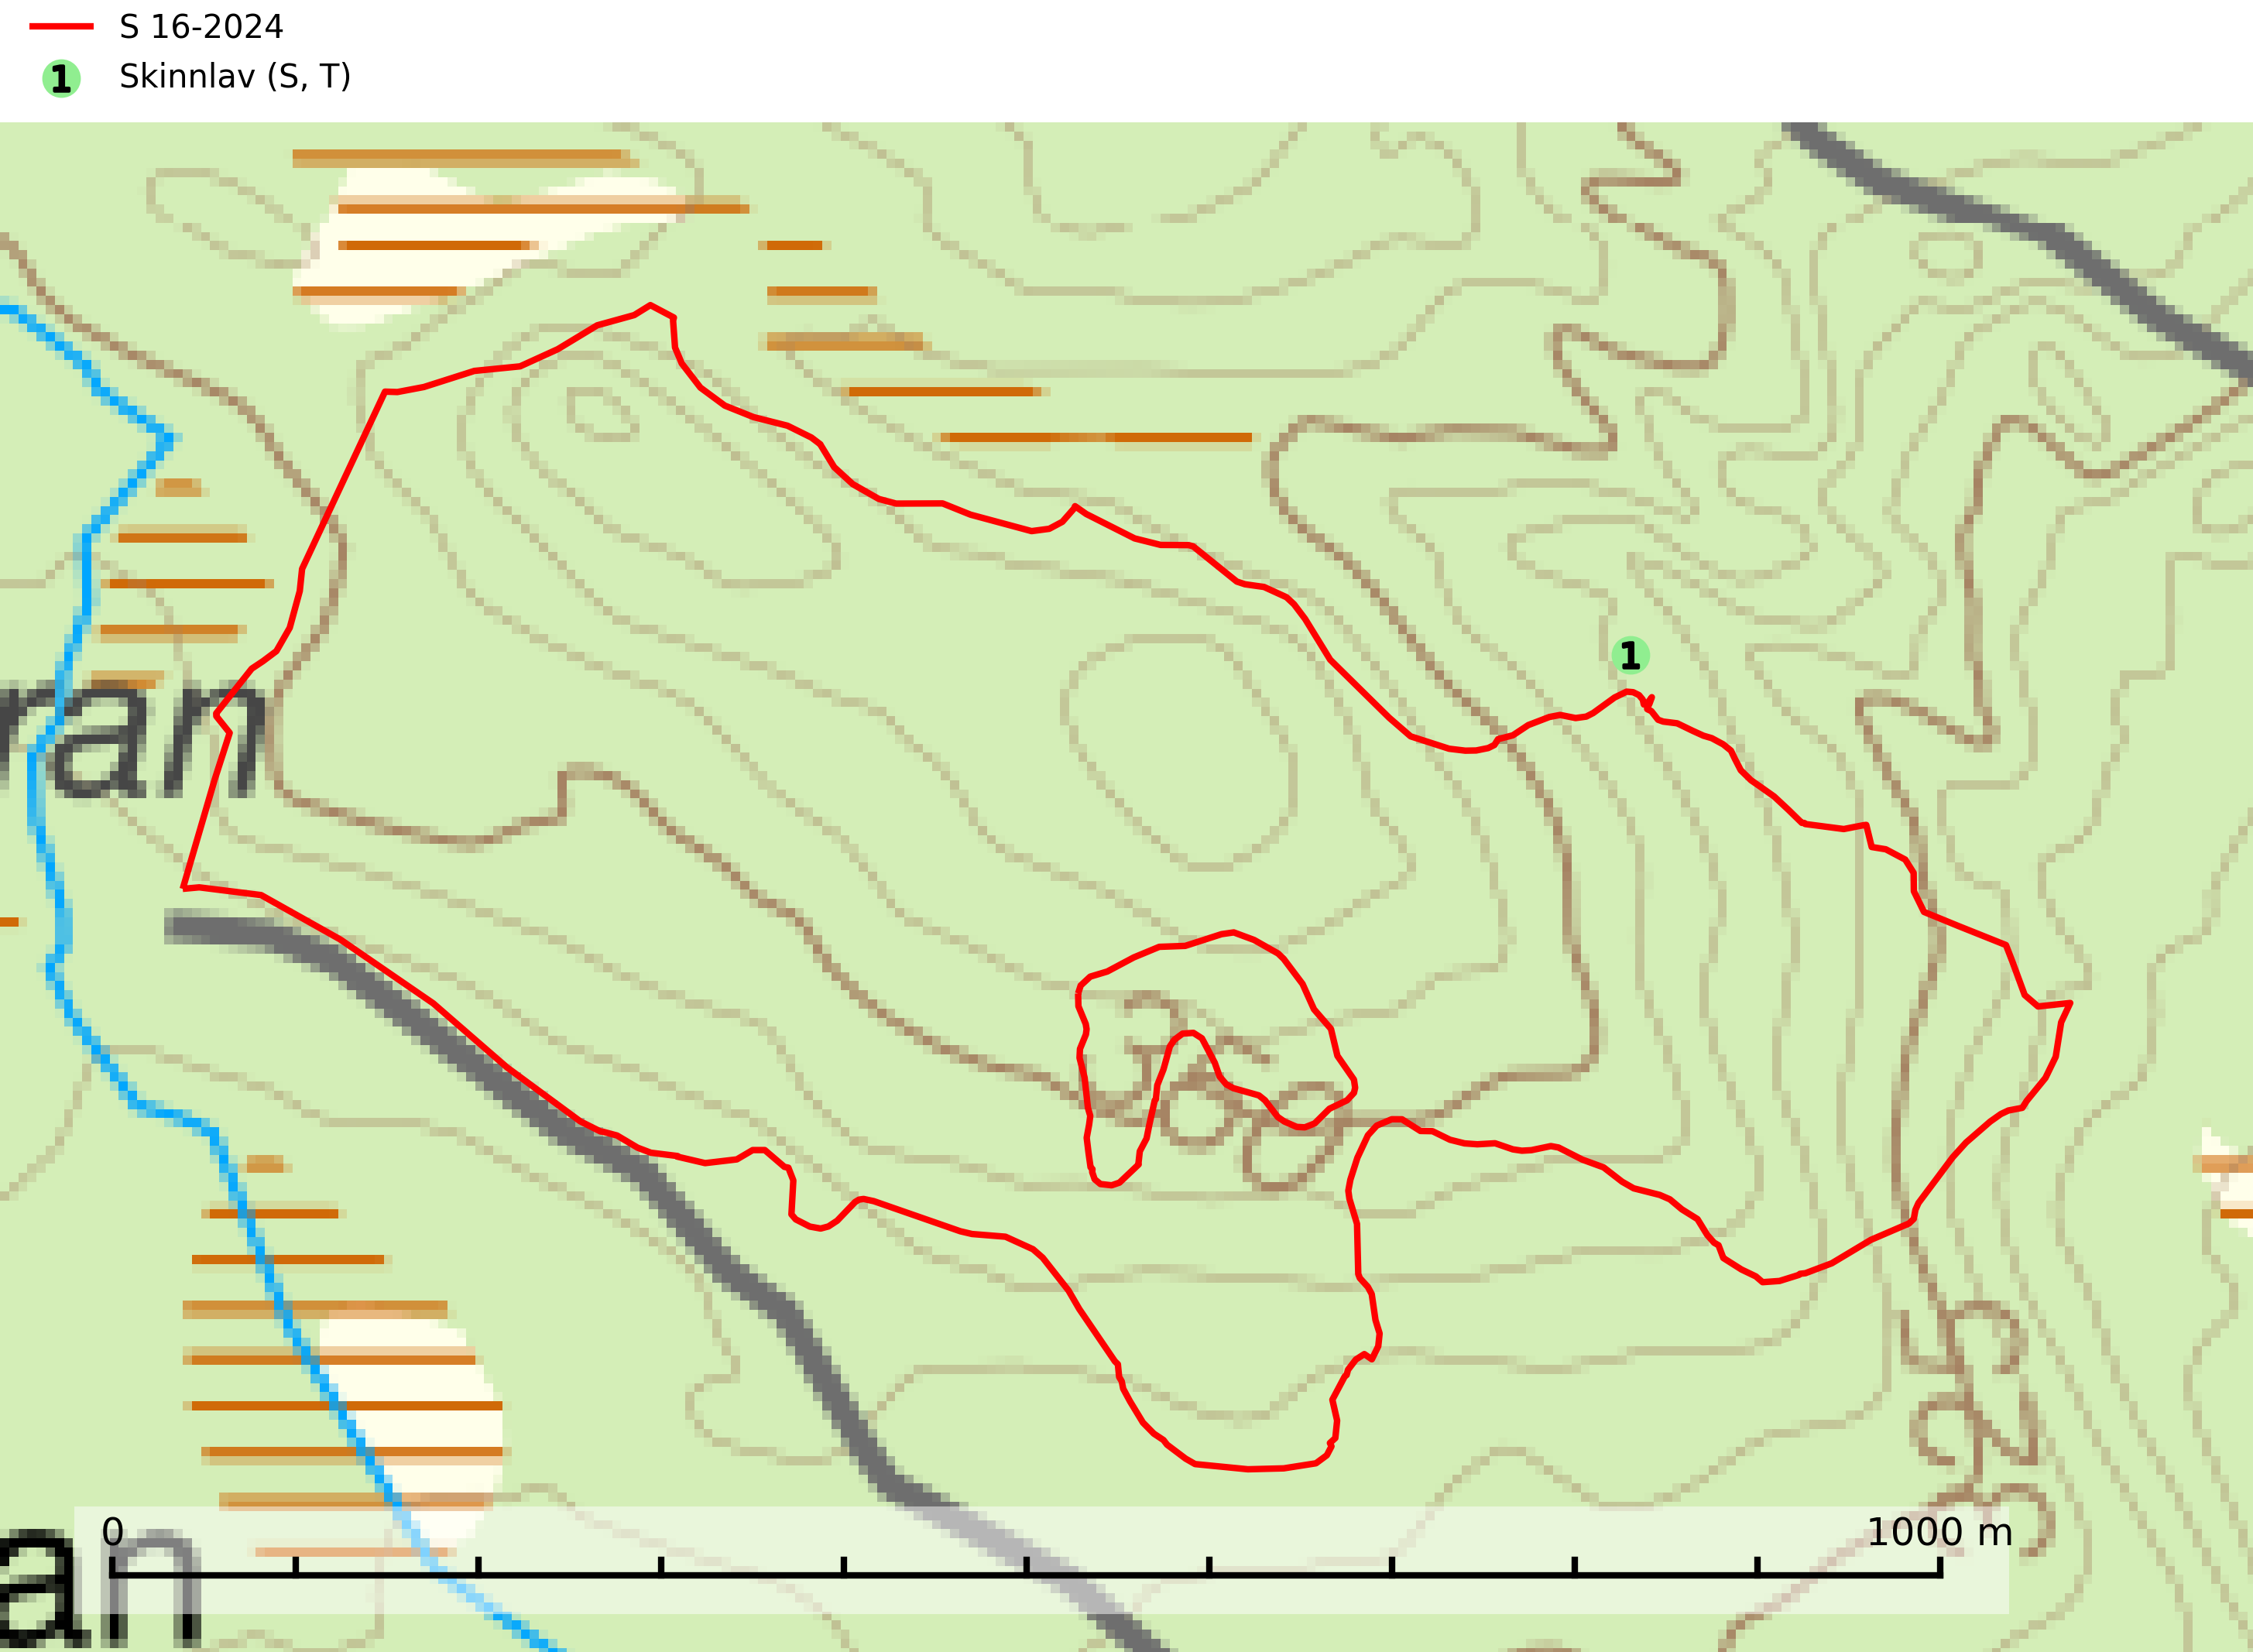 S 16-2024
1 Skinnlav (S, T)
1
ran
0 1000 m
an